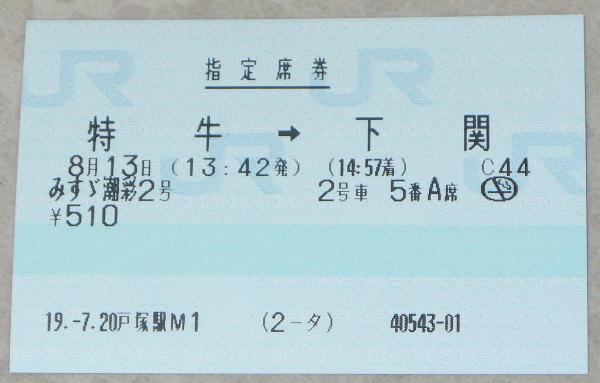 指定席券
特 牛 → 下 関
8月13日 (13:42発) (14:57着) C44
みすゞ潮彩2号 2号車 5番A席
¥510
19.-7.20戸塚駅M1 (2-タ) 40543-01